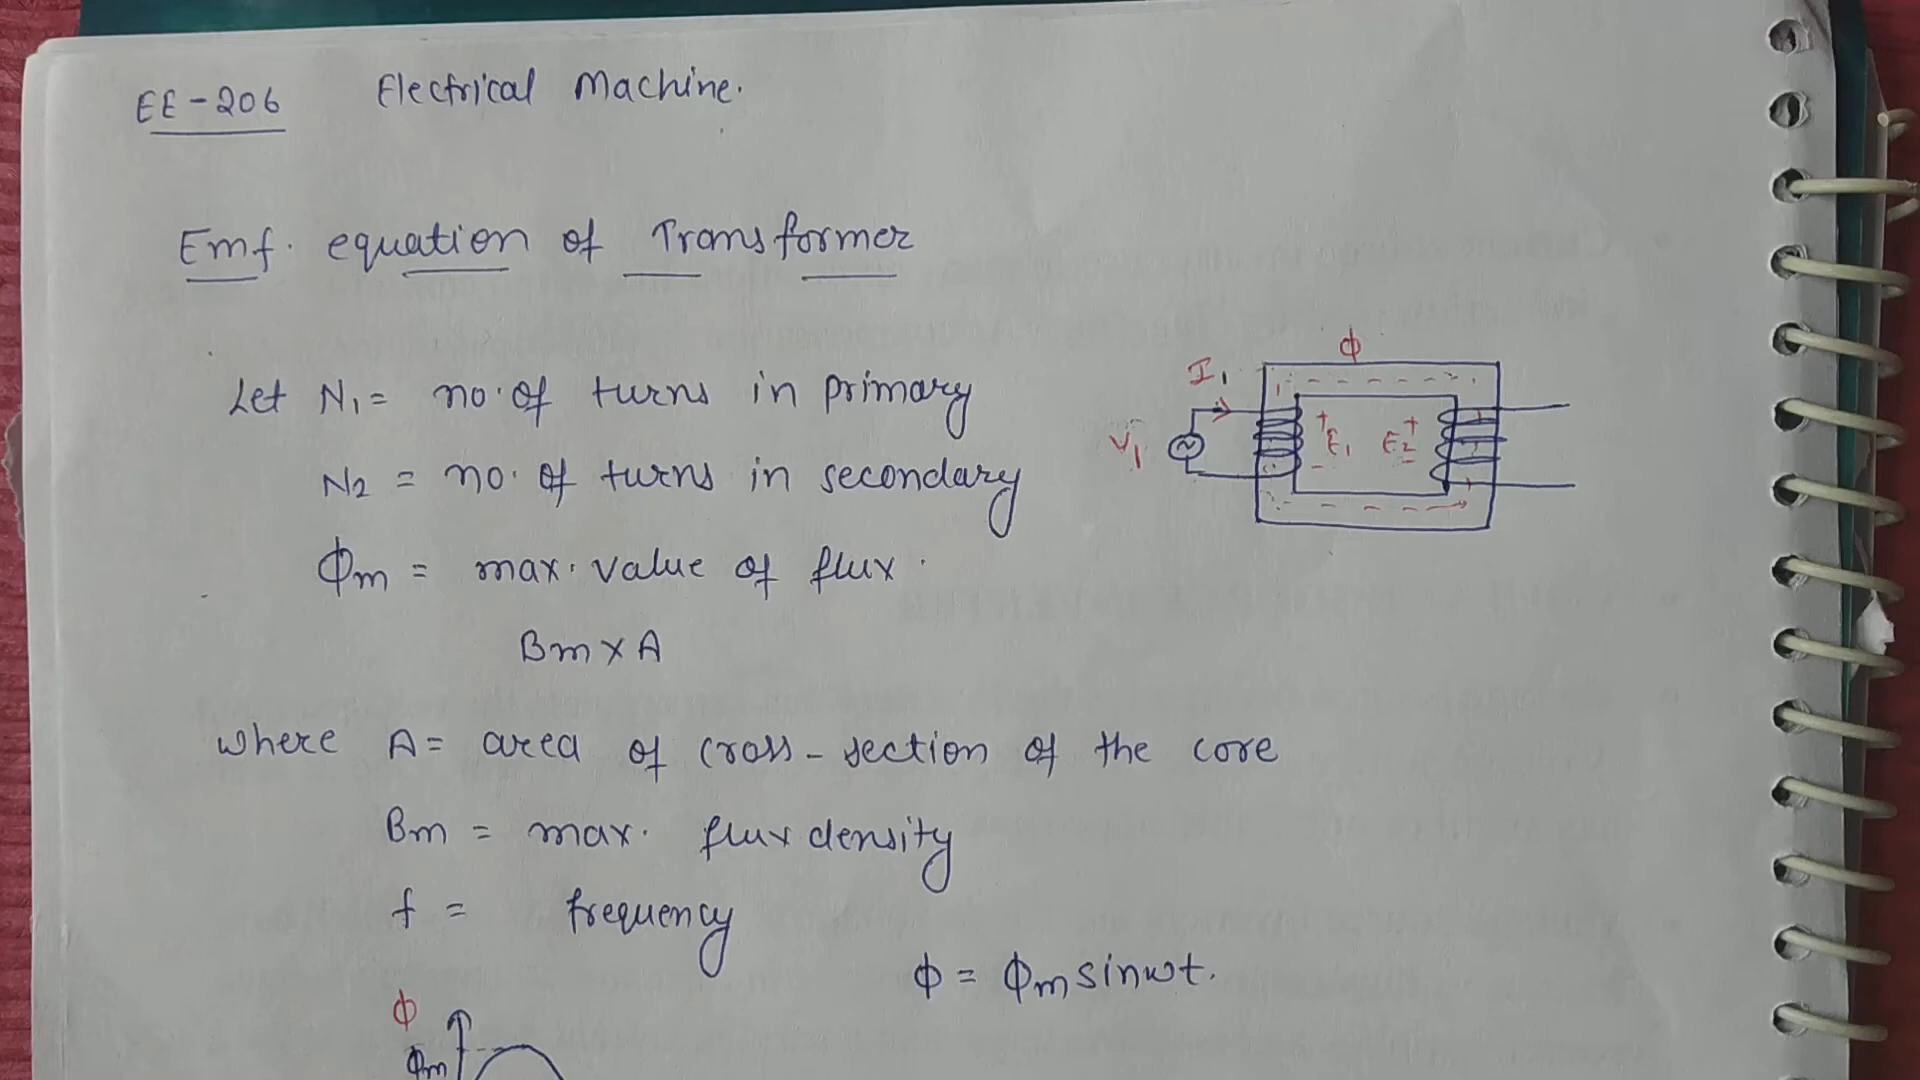 EE-206 Electrical Machine.
Emf. equation of Transformer
Let N1 = no. of turns in primary
N2 = no. of turns in secondary
Φm = max. value of flux.
Bm x A
where A = area of cross-section of the core
Bm = max. flux density
f = frequency
ϕ = ϕm sinwt.
ϕ
I1
V1
+ E1 -
E2 + -
ϕ
ϕm